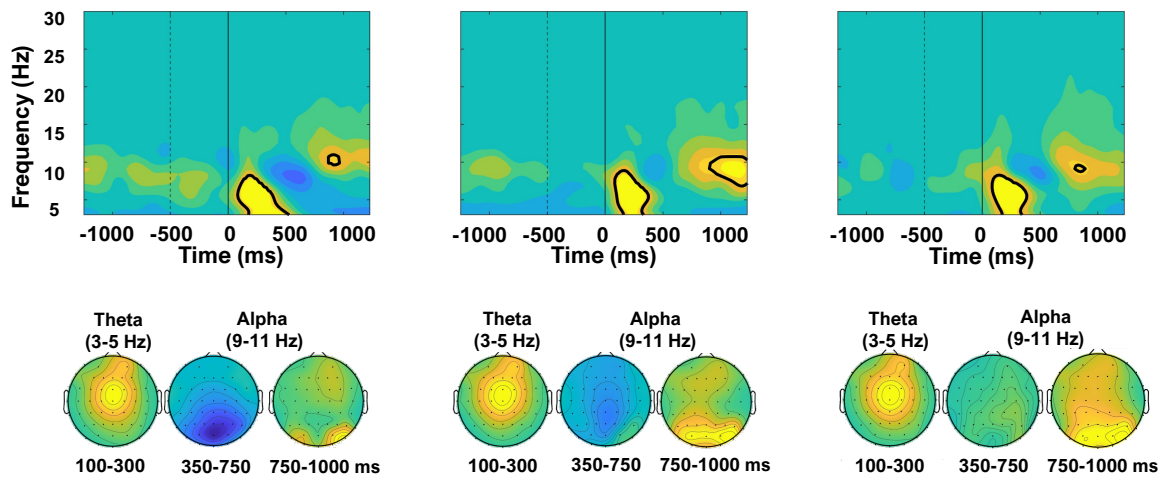 30
25
20
15
10
5
Frequency (Hz)
-1000 -500 0 500 1000
Time (ms)
-1000 -500 0 500 1000
Time (ms)
-1000 -500 0 500 1000
Time (ms)
Theta
(3-5 Hz)
Alpha
(9-11 Hz)
100-300 350-750 750-1000 ms
Theta
(3-5 Hz)
Alpha
(9-11 Hz)
100-300 350-750 750-1000 ms
Theta
(3-5 Hz)
Alpha
(9-11 Hz)
100-300 350-750 750-1000 ms